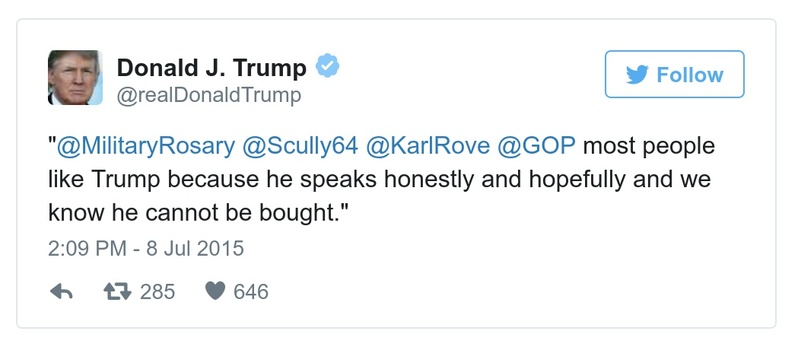 Donald J. Trump
@realDonaldTrump
Follow
"@MilitaryRosary @Scully64 @KarlRove @GOP most people
like Trump because he speaks honestly and hopefully and we
know he cannot be bought."
2:09 PM - 8 Jul 2015
285 646